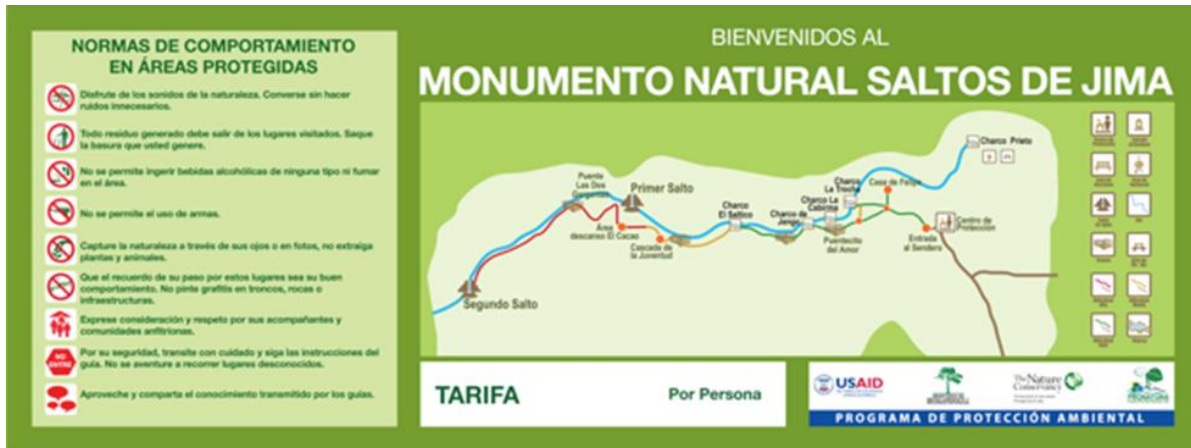 NORMAS DE COMPORTAMIENTO
EN ÁREAS PROTEGIDAS
Disfrute de los sonidos de la naturaleza. Converse sin hacer
ruidos innecesarios.
Todo residuo generado debe salir de los lugares visitados. Saque
la basura que usted genere.
No se permite ingerir bebidas alcohólicas de ninguna tipo ni fumar
en el área.
No se permite el uso de armas.
Capture la naturaleza a través de sus ojos o en fotos, no extraiga
plantas y animales.
Que el recuerdo de su paso por estos lugares sea su buen
comportamiento. No pinte grafitis en troncos, rocas o
infraestructuras.
Exprese consideración y respeto por sus acompañantes y
comunidades anfitrionas.
NO
ENTRE
Por su seguridad, transite con cuidado y siga las instrucciones del
guía. No se aventure a recorrer lugares desconocidos.
Aproveche y comparta el conocimiento transmitido por los guías.
BIENVENIDOS AL
MONUMENTO NATURAL SALTOS DE JIMA
Charco Prieto
Puente
Las Dos
Primer Salto
Charco
La Trocha
Casa de Felipe
Charco
El Saltico
Charco La
Charco de
Área
descanso El Cacao
Cascada de
la Juventud
Puentecito
del Amor
Entrada
al Sendero
Centro de
Protección
Segundo Salto
TARIFA
Por Persona
USAID
The Nature
Conservancy
PROGRAMA DE PROTECCIÓN AMBIENTAL